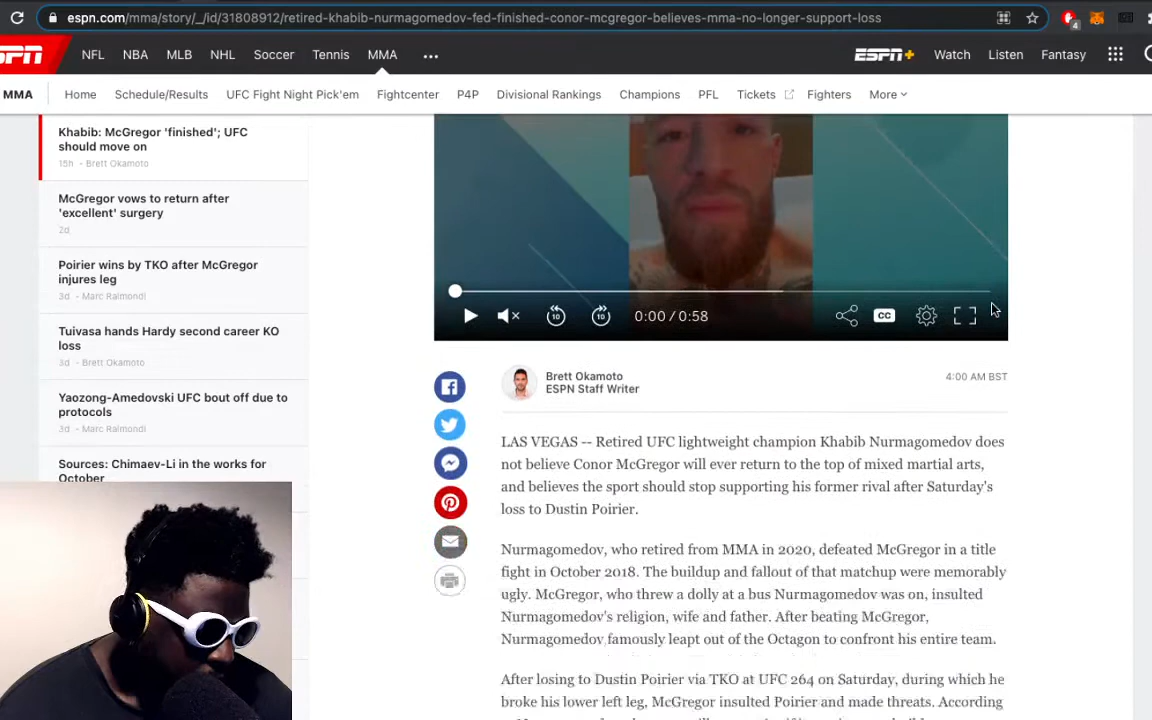 espn.com/mma/story/_/id/31808912/retired-khabib-nurmagomedov-fed-finished-conor-mcgregor-believes-mma-no-longer-support-loss
4
NFL NBA MLB NHL Soccer Tennis MMA ... ESPN+ Watch Listen Fantasy
MMA Home Schedule/Results UFC Fight Night Pick'em Fightcenter P4P Divisional Rankings Champions PFL Tickets Fighters More
Khabib: McGregor 'finished'; UFC
should move on
15h - Brett Okamoto
McGregor vows to return after
'excellent' surgery
2d
Poirier wins by TKO after McGregor
injures leg
3d - Marc Raimondi
Tuivasa hands Hardy second career KO
loss
3d - Brett Okamoto
Yaozong-Amedovski UFC bout off due to
protocols
3d - Marc Raimondi
Sources: Chimaev-Li in the works for
October
10 10 0:00 / 0:58 CC
Brett Okamoto
ESPN Staff Writer
4:00 AM BST
LAS VEGAS -- Retired UFC lightweight champion Khabib Nurmagomedov does
not believe Conor McGregor will ever return to the top of mixed martial arts,
and believes the sport should stop supporting his former rival after Saturday's
loss to Dustin Poirier.
Nurmagomedov, who retired from MMA in 2020, defeated McGregor in a title
fight in October 2018. The buildup and fallout of that matchup were memorably
ugly. McGregor, who threw a dolly at a bus Nurmagomedov was on, insulted
Nurmagomedov's religion, wife and father. After beating McGregor,
Nurmagomedov famously leapt out of the Octagon to confront his entire team.
After losing to Dustin Poirier via TKO at UFC 264 on Saturday, during which he
broke his lower left leg, McGregor insulted Poirier and made threats. According